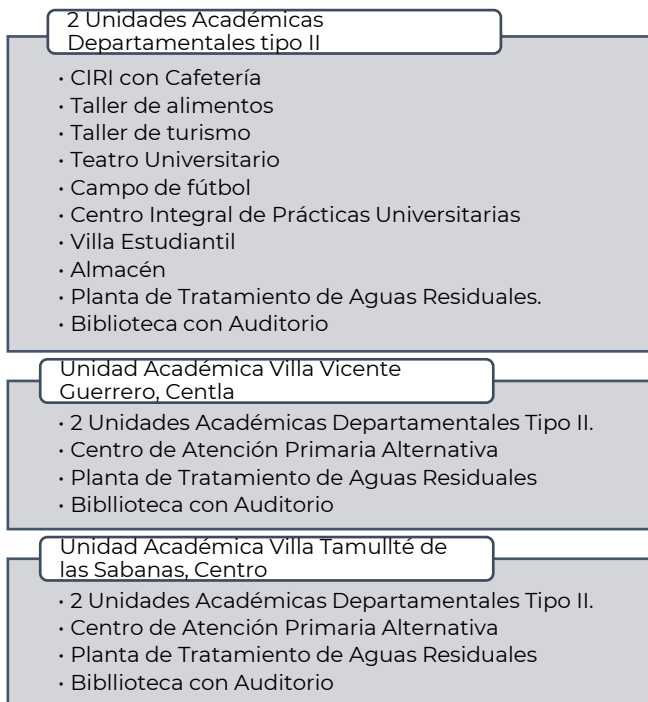 2 Unidades Académicas
Departamentales tipo II
• CIRI con Cafetería
• Taller de alimentos
• Taller de turismo
• Teatro Universitario
• Campo de fútbol
• Centro Integral de Prácticas Universitarias
• Villa Estudiantil
• Almacén
• Planta de Tratamiento de Aguas Residuales.
• Biblioteca con Auditorio
Unidad Académica Villa Vicente
Guerrero, Centla
• 2 Unidades Académicas Departamentales Tipo II.
• Centro de Atención Primaria Alternativa
• Planta de Tratamiento de Aguas Residuales
• Bibllioteca con Auditorio
Unidad Académica Villa Tamullté de
las Sabanas, Centro
• 2 Unidades Académicas Departamentales Tipo II.
• Centro de Atención Primaria Alternativa
• Planta de Tratamiento de Aguas Residuales
• Bibllioteca con Auditorio